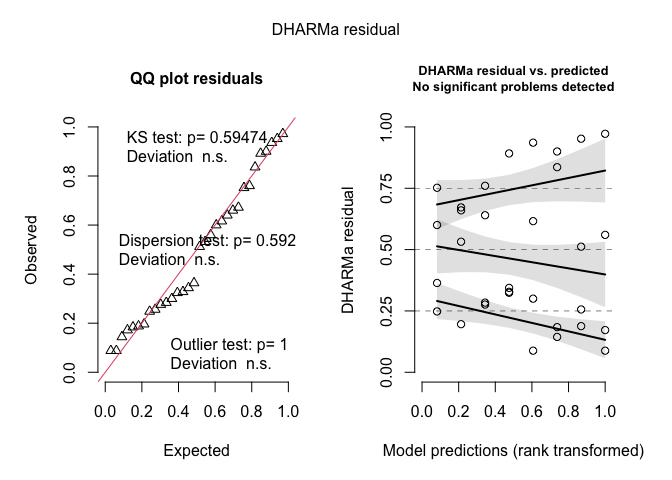 DHARMa residual
QQ plot residuals
KS test: p= 0.59474
Deviation n.s.
Dispersion test: p= 0.592
Deviation n.s.
Outlier test: p= 1
Deviation n.s.
Observed
0.0 0.2 0.4 0.6 0.8 1.0
0.0 0.2 0.4 0.6 0.8 1.0
Expected
DHARMa residual vs. predicted
No significant problems detected
DHARMa residual
0.00 0.25 0.50 0.75 1.00
0.0 0.2 0.4 0.6 0.8 1.0
Model predictions (rank transformed)